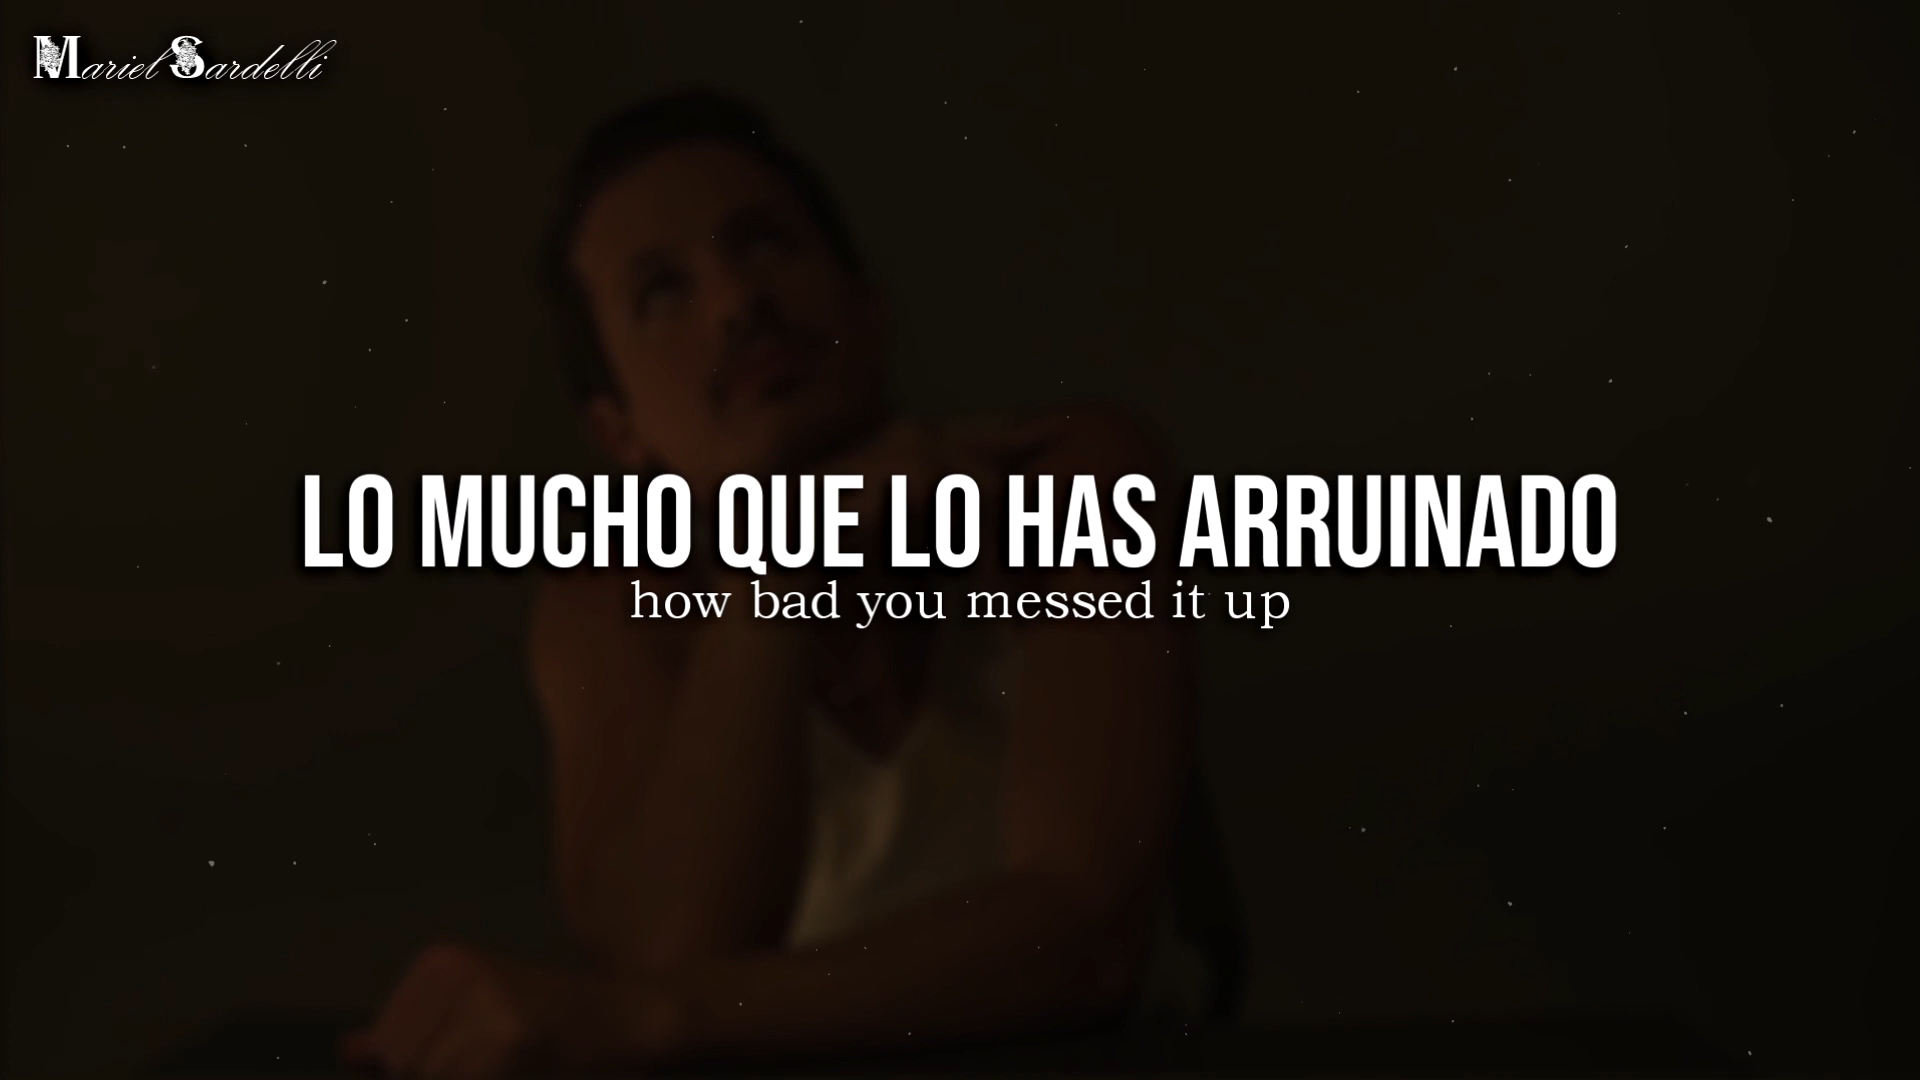 Mariel Sardelli
LO MUCHO QUE LO HAS ARRUINADO
how bad you messed it up